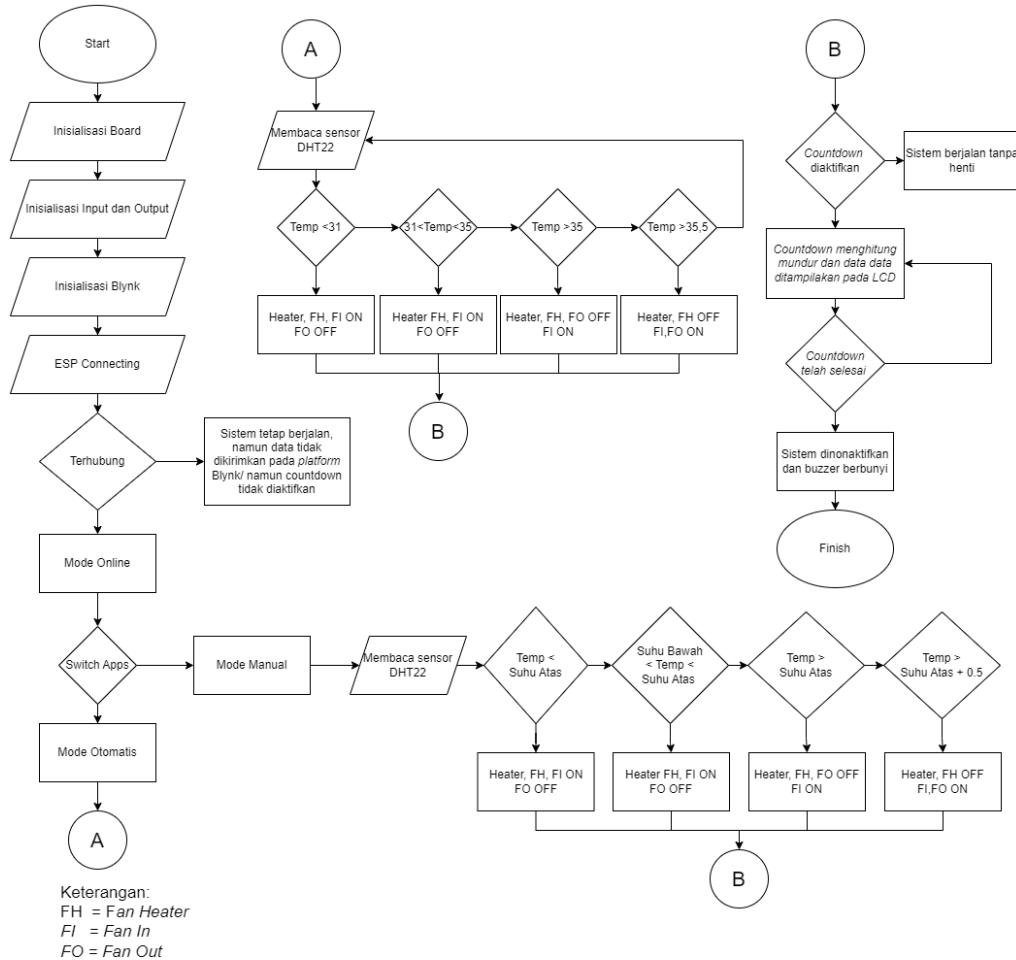 Start
Inisialisasi Board
Inisialisasi Input dan Output
Inisialisasi Blynk
ESP Connecting
Terhubung
Sistem tetap berjalan,
namun data tidak
dikirimkan pada platform
Blynk/ namun countdown
tidak diaktifkan
Mode Online
Switch Apps
Mode Otomatis
A
Keterangan:
FH = Fan Heater
FI = Fan In
FO = Fan Out
A
Membaca sensor
DHT22
Temp <31
31<Temp<35
Temp >35
Temp >35,5
Heater, FH, FI ON
FO OFF
Heater FH, FI ON
FO OFF
Heater, FH, FO OFF
FI ON
Heater, FH OFF
FI,FO ON
B
B
Countdown
diaktifkan
Sistem berjalan tanpa
henti
Countdown menghitung
mundur dan data data
ditampilakan pada LCD
Countdown
telah selesai
Sistem dinonaktifkan
dan buzzer berbunyi
Finish
Mode Manual
Membaca sensor
DHT22
Temp <
Suhu Atas
Suhu Bawah
< Temp <
Suhu Atas
Temp >
Suhu Atas
Temp >
Suhu Atas + 0.5
Heater, FH, FI ON
FO OFF
Heater FH, FI ON
FO OFF
Heater, FH, FO OFF
FI ON
Heater, FH OFF
FI,FO ON
B